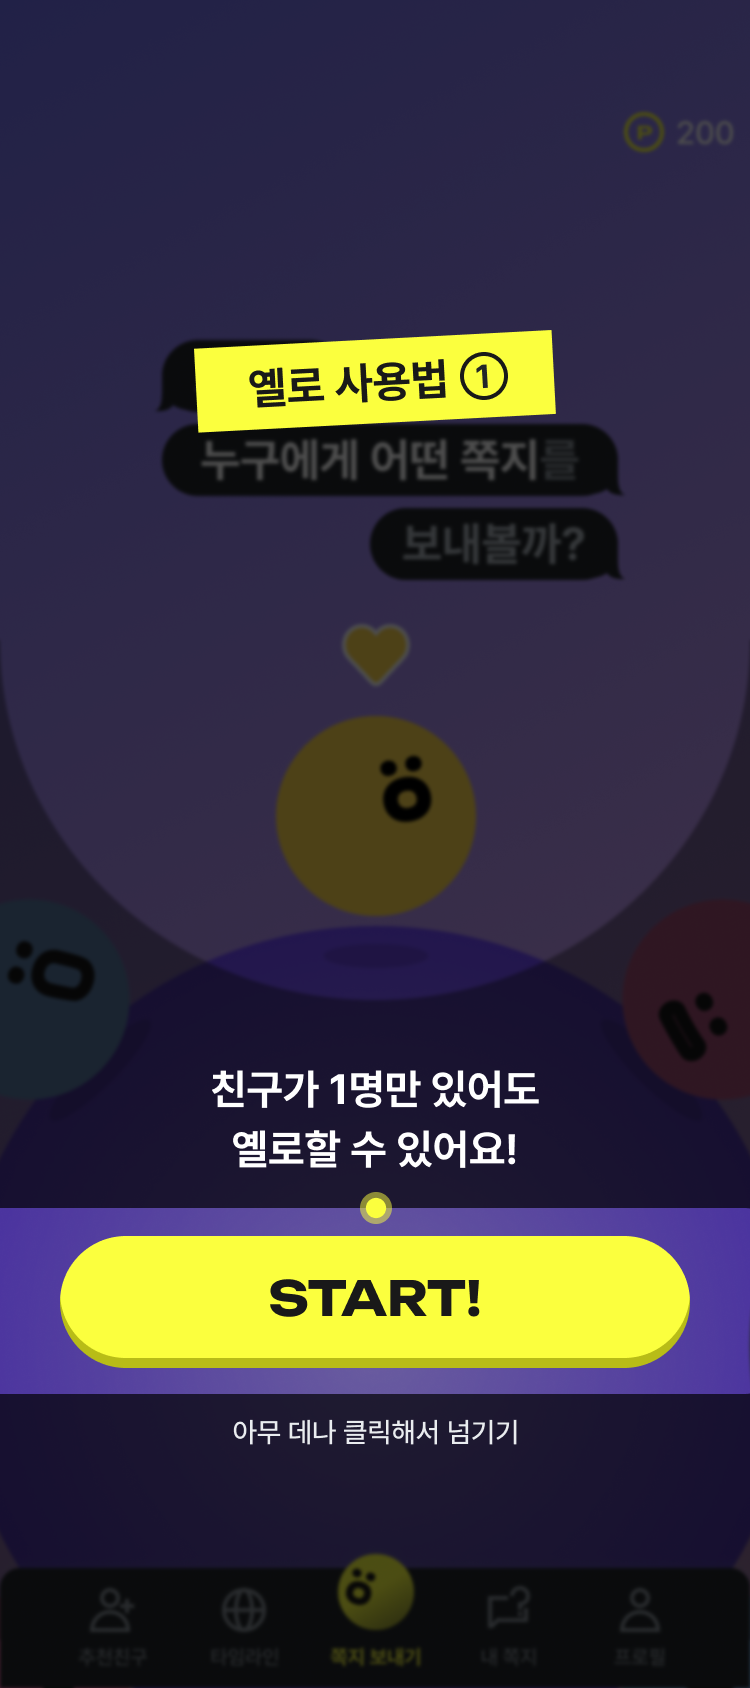 P 200
옐로 사용법 ①
누구에게 어떤 쪽지를
보내볼까?
친구가 1명만 있어도
옐로할 수 있어요!
START!
아무 데나 클릭해서 넘기기
추천친구 타임라인 쪽지 보내기 내 쪽지 프로필